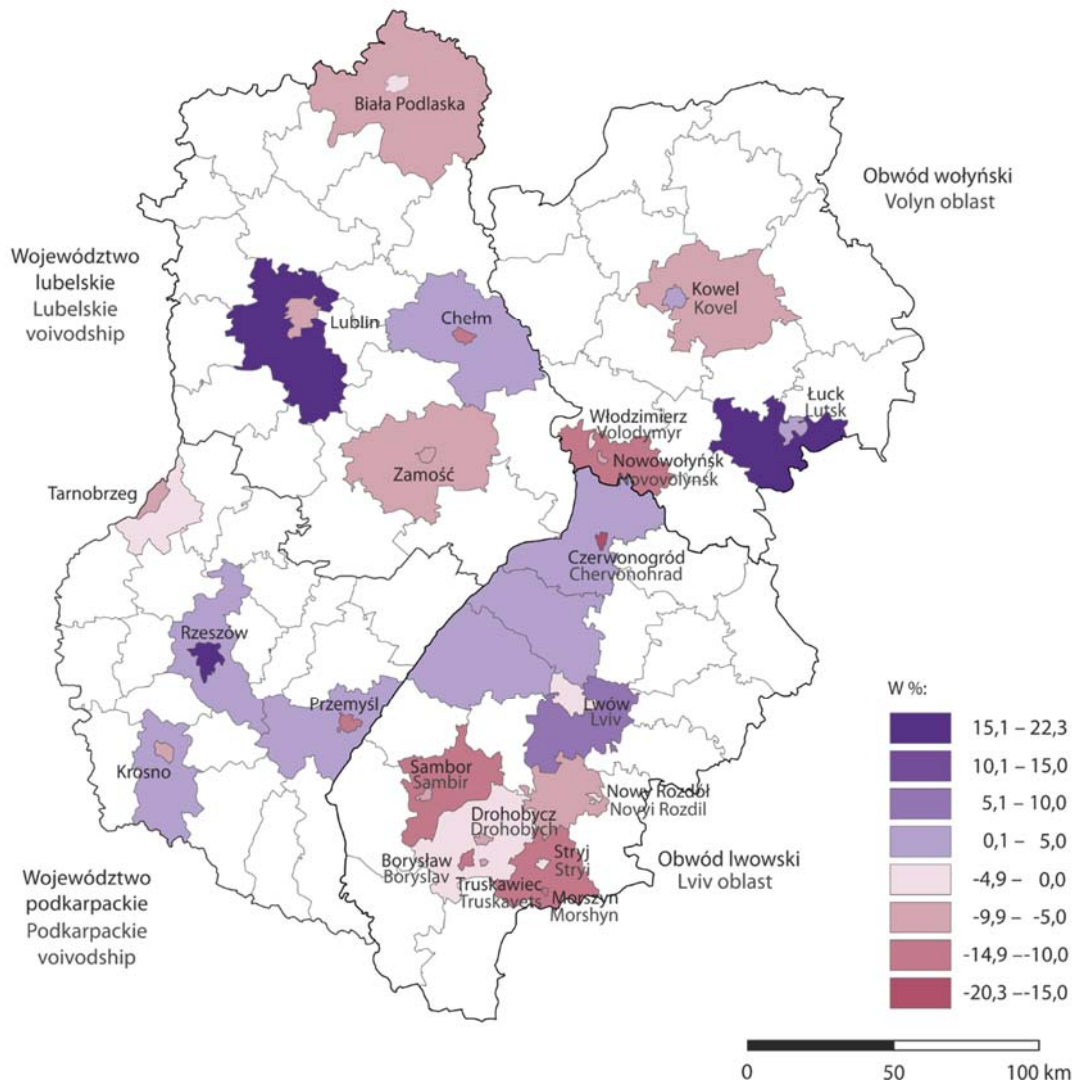 Biała Podlaska
Obwód wołyński
Volyn oblast
Województwo
lubelskie
Lubelskie
voivodship
Kowel
Kovel
Lublin
Chełm
Łuck
Lutsk
Włodzimierz
Volodymyr
Nowowołyńsk
Novovolynsk
Zamość
Tarnobrzeg
Czerwonogród
Chervonohrad
Rzeszów
Przemyśl
Lwów
Lviv
Krosno
Sambor
Sambir
Nowy Rozdół
Novyi Rozdil
Drohobycz
Drohobych
Borysław
Boryslav
Stryj
Stryj
Truskawiec
Truskavets
Morszyn
Morshyn
Obwód lwowski
Lviv oblast
Województwo
podkarpackie
Podkarpackie
voivodship
W %:
15,1 – 22,3
10,1 – 15,0
5,1 – 10,0
0,1 – 5,0
-4,9 – 0,0
-9,9 – -5,0
-14,9 –-10,0
-20,3 –-15,0
0 50 100 km